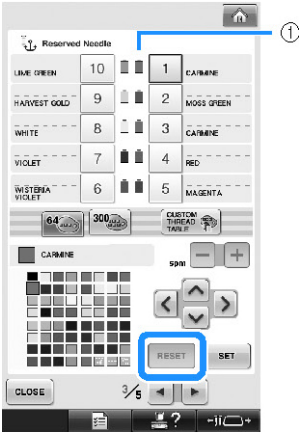 ①
Reserved Needle
LIME GREEN 10 1 CARMINE
HARVEST GOLD 9 2 MOSS GREEN
WHITE 8 3 CARMINE
VIOLET 7 4 RED
WISTERIA VIOLET 6 5 MAGENTA
64 300 CUSTOM THREAD TABLE
CARMINE
spm - +
RESET SET
CLOSE 3/5
?